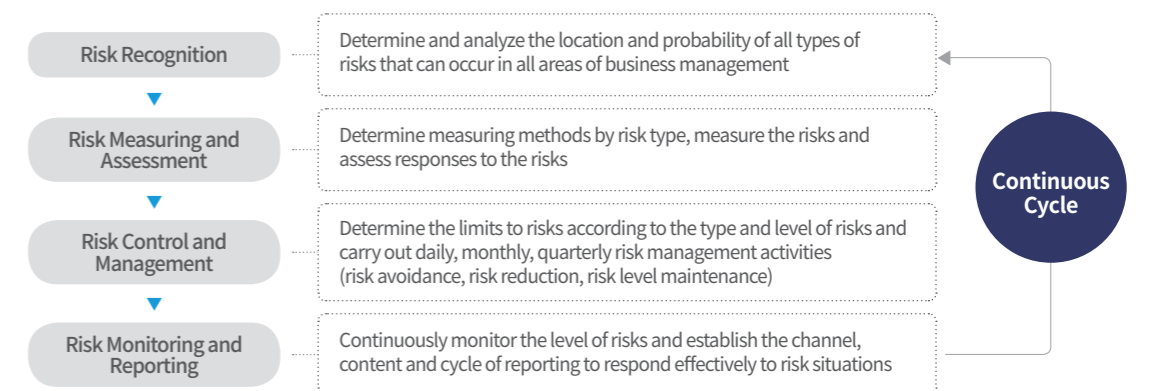 Risk Recognition
Determine and analyze the location and probability of all types of
risks that can occur in all areas of business management
Risk Measuring and
Assessment
Determine measuring methods by risk type, measure the risks and
assess responses to the risks
Risk Control and
Management
Determine the limits to risks according to the type and level of risks and
carry out daily, monthly, quarterly risk management activities
(risk avoidance, risk reduction, risk level maintenance)
Risk Monitoring and
Reporting
Continuously monitor the level of risks and establish the channel,
content and cycle of reporting to respond effectively to risk situations
Continuous
Cycle